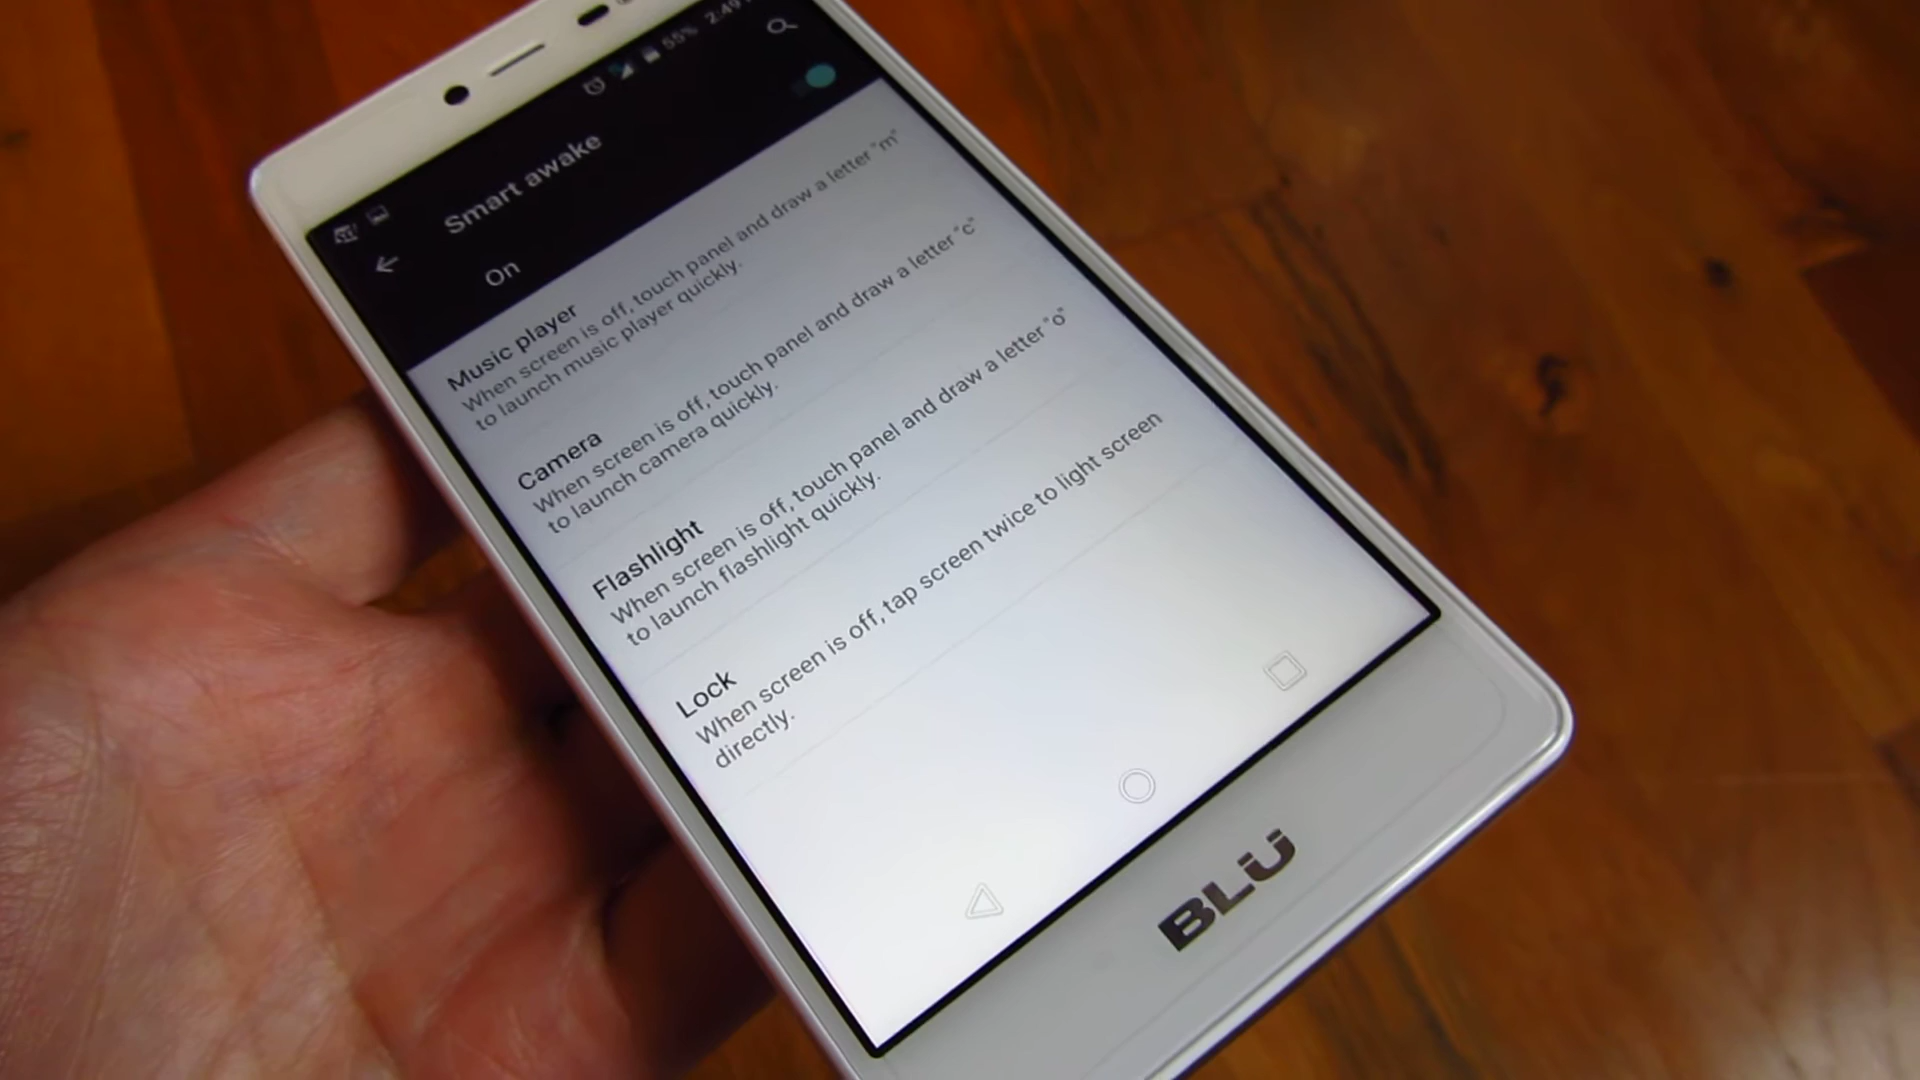 55% 2:49
Smart awake
On
Music player
When screen is off, touch panel and draw a letter "m"
to launch music player quickly.
Camera
When screen is off, touch panel and draw a letter "c"
to launch camera quickly.
Flashlight
When screen is off, touch panel and draw a letter "o"
to launch flashlight quickly.
Lock
When screen is off, tap screen twice to light screen
directly.
BLU